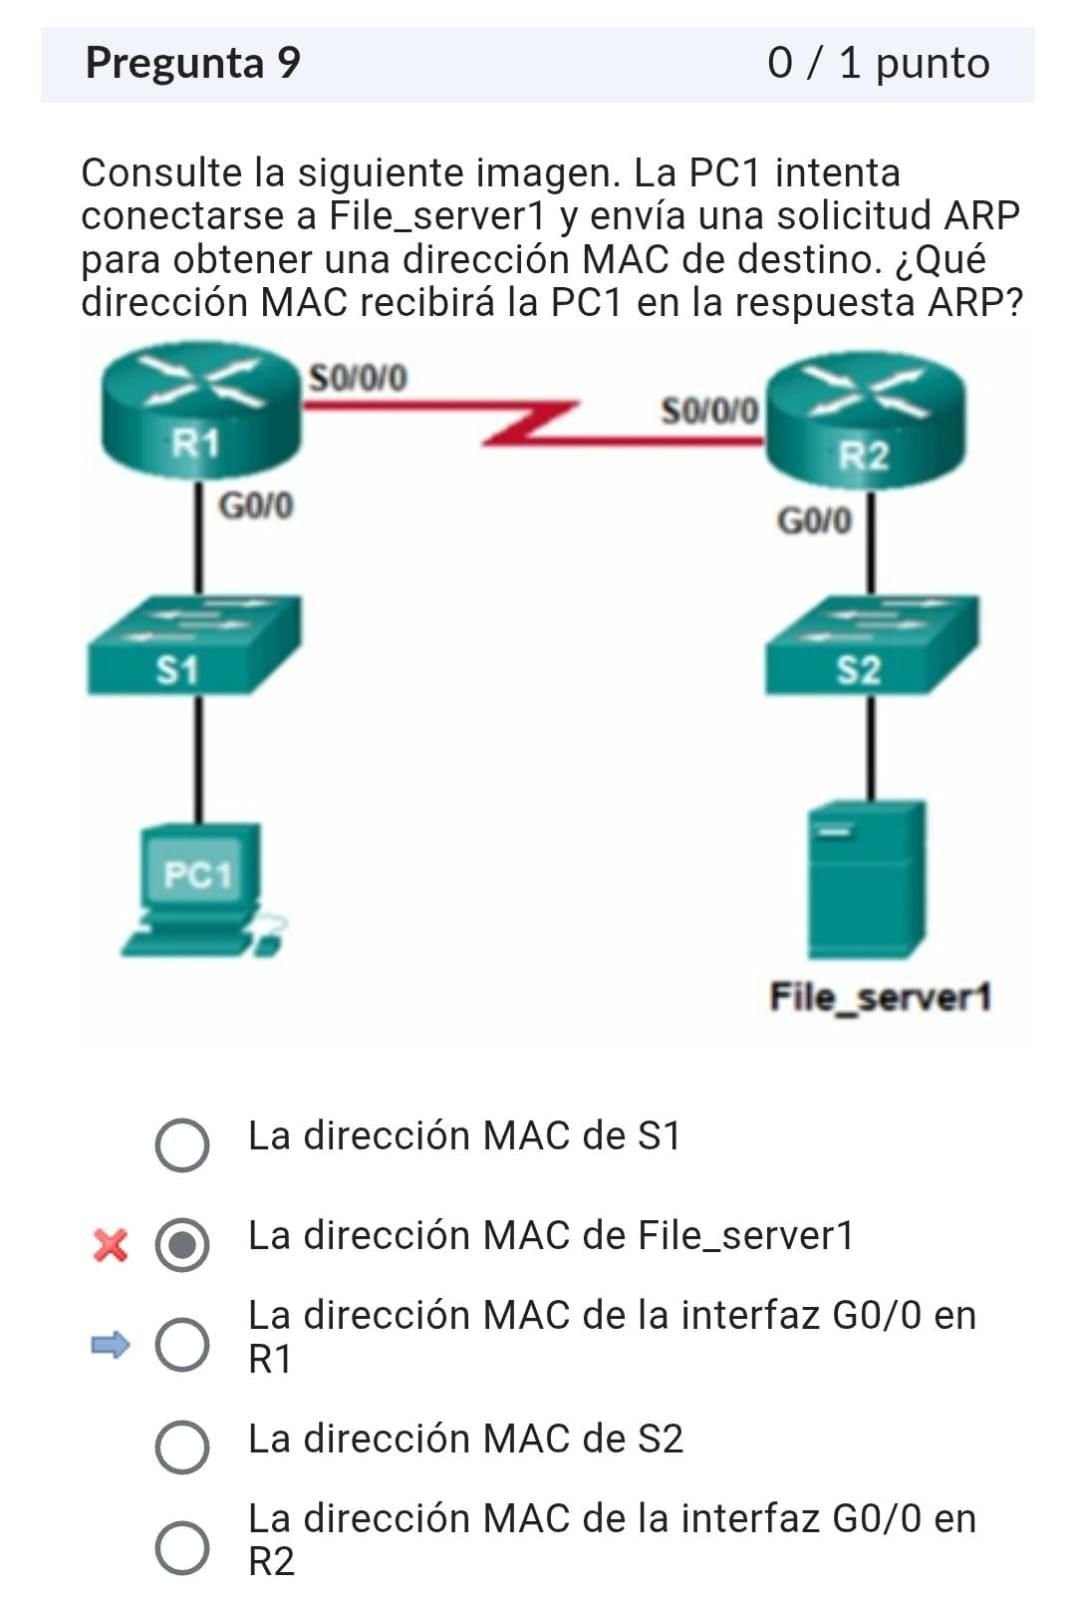 Pregunta 9 0 / 1 punto
Consulte la siguiente imagen. La PC1 intenta
conectarse a File_server1 y envía una solicitud ARP
para obtener una dirección MAC de destino. ¿Qué
dirección MAC recibirá la PC1 en la respuesta ARP?
S0/0/0
S0/0/0
R1
R2
G0/0
G0/0
S1
S2
PC1
File_server1
La dirección MAC de S1
La dirección MAC de File_server1
La dirección MAC de la interfaz G0/0 en
R1
La dirección MAC de S2
La dirección MAC de la interfaz G0/0 en
R2